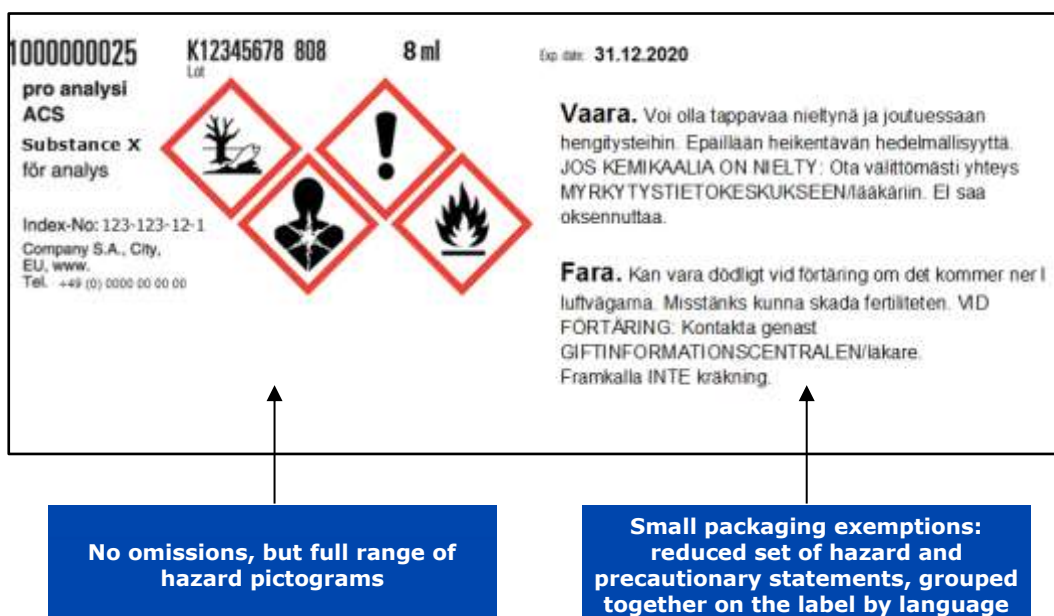 1000000025
K12345678 808
8 ml
Exp. date: 31.12.2020
Lot
pro analysi
ACS
Substance X
för analys
Index-No: 123-123-12-1
Company S.A., City,
EU, www.
Tel. +49 (0) 0000 00 00 00
Vaara. Voi olla tappavaa nieltynä ja joutuessaan
hengitysteihin. Epäillään heikentävän hedelmällisyyttä.
JOS KEMIKAALIA ON NIELTY: Ota välittömästi yhteys
MYRKYTYSTIETOKESKUKSEEN/lääkäriin. EI saa
oksennuttaa.
Fara. Kan vara dödligt vid förtäring om det kommer ner I
luftvägarna. Misstänks kunna skada fertiliteten. VID
FÖRTÄRING: Kontakta genast
GIFTINFORMATIONSCENTRALEN/läkare.
Framkalla INTE kräkning.
No omissions, but full range of
hazard pictograms
Small packaging exemptions:
reduced set of hazard and
precautionary statements, grouped
together on the label by language